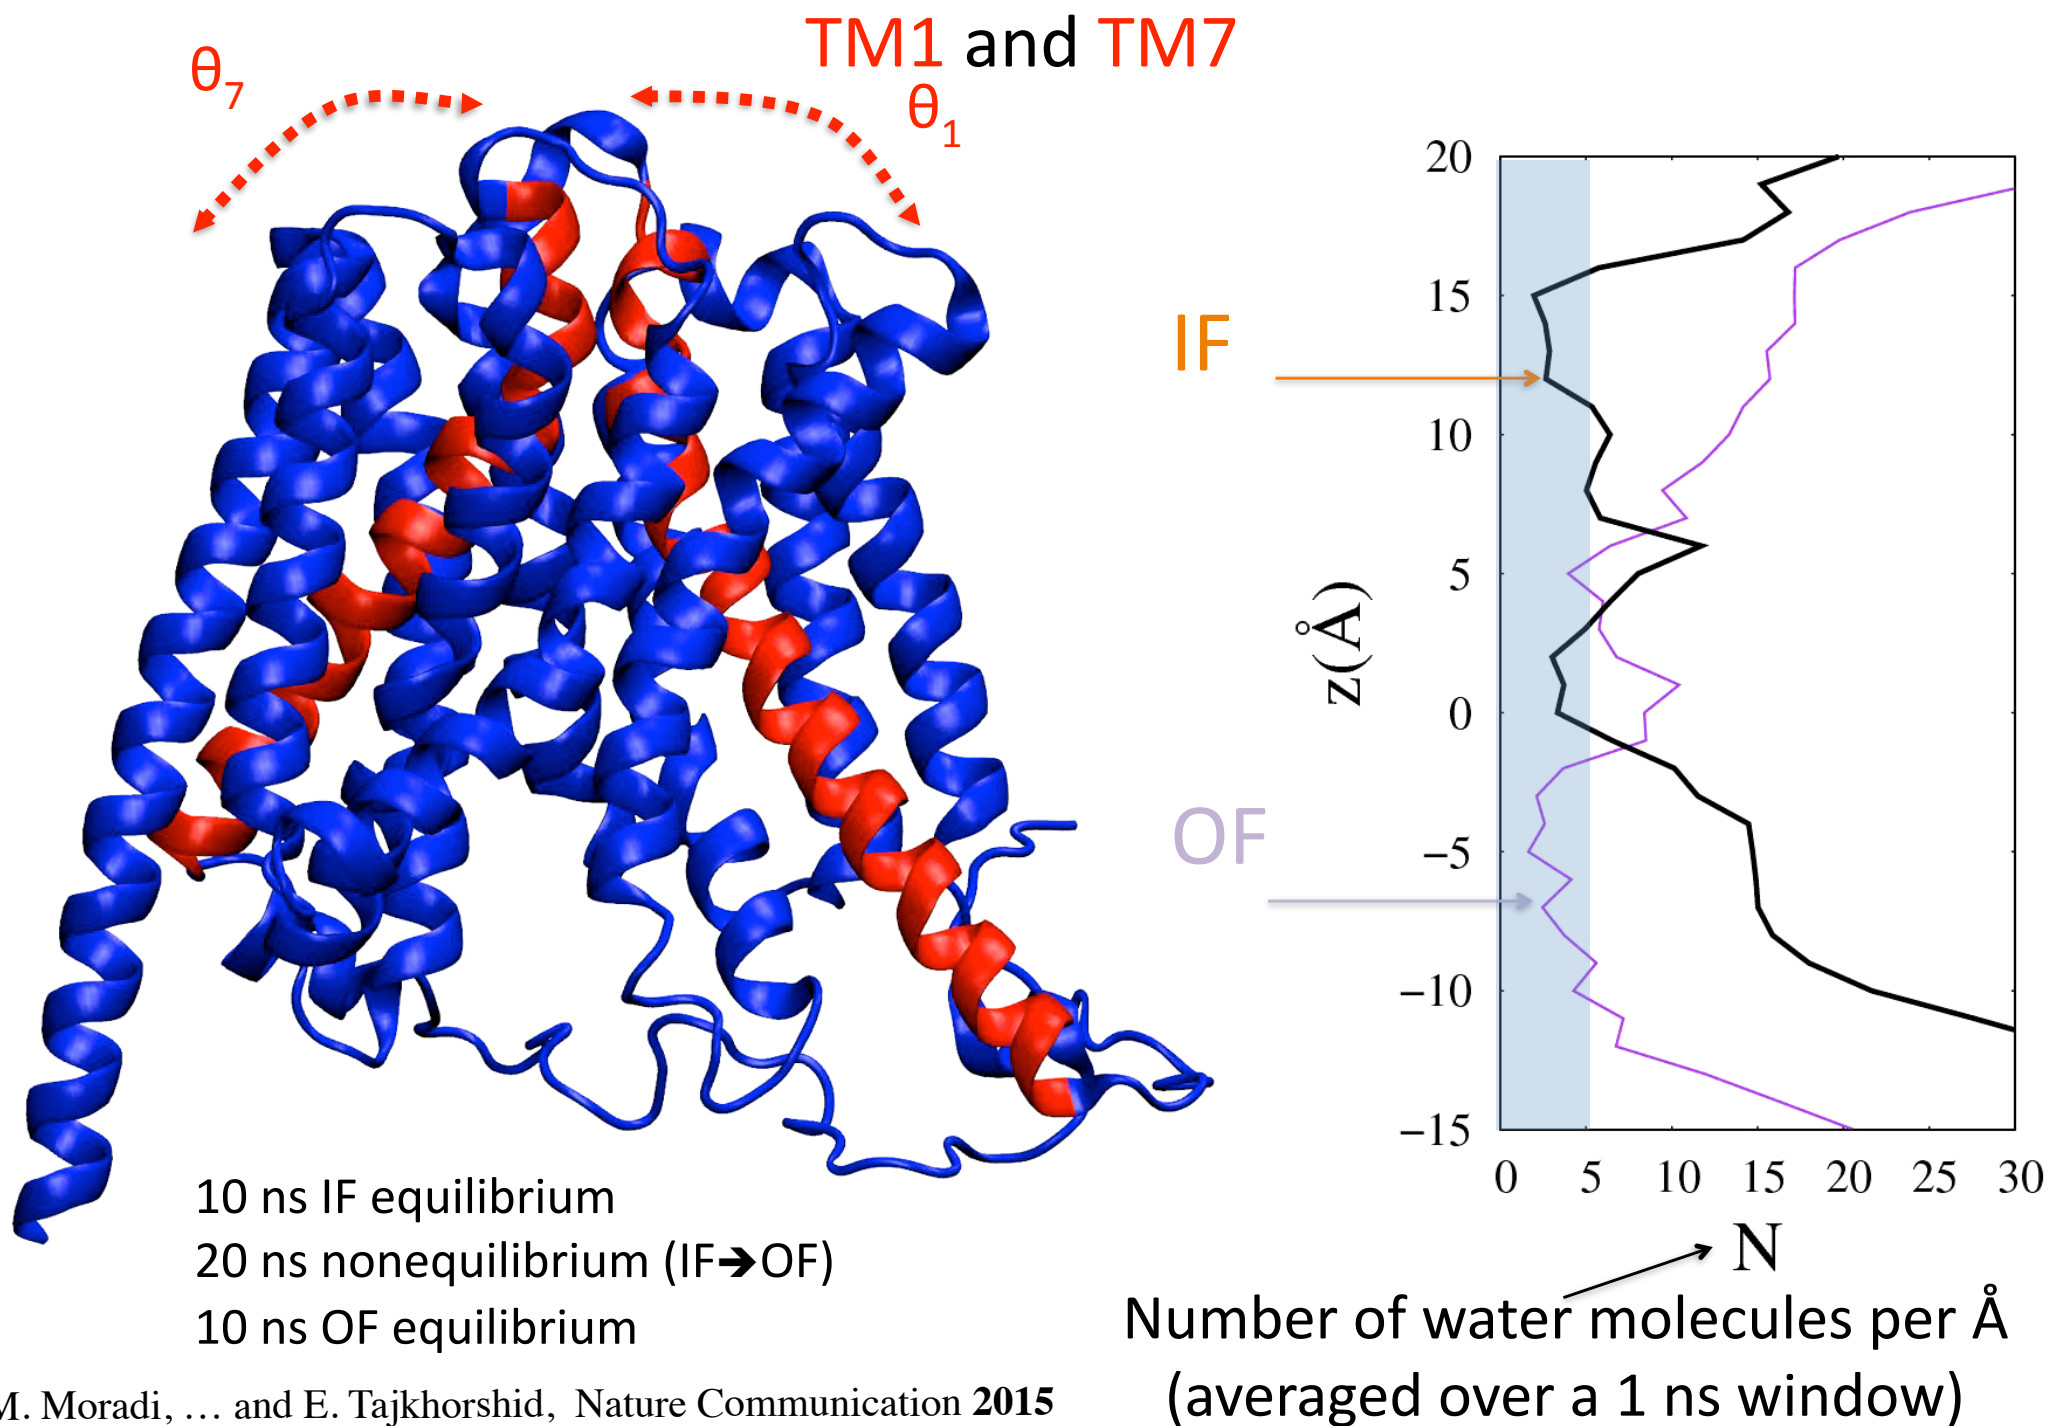 TM1 and TM7
θ7
θ1
IF
OF
z(Å)
20
15
10
5
0
−5
−10
−15
0 5 10 15 20 25 30
N
Number of water molecules per Å
(averaged over a 1 ns window)
10 ns IF equilibrium
20 ns nonequilibrium (IF➔OF)
10 ns OF equilibrium
M. Moradi, … and E. Tajkhorshid, Nature Communication 2015